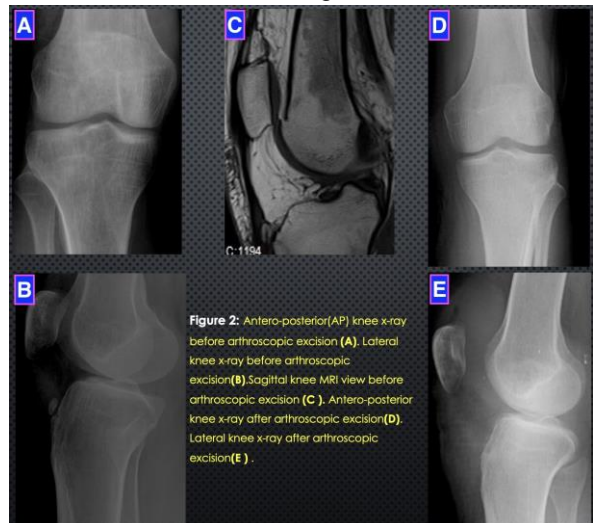 A
C
D
C:1194
B
E
Figure 2: Antero-posterior(AP) knee x-ray
before arthroscopic excision (A). Lateral
knee x-ray before arthroscopic
excision(B).Sagittal knee MRI view before
arthroscopic excision (C ). Antero-posterior
knee x-ray after arthroscopic excision(D).
Lateral knee x-ray after arthroscopic
excision(E ) .